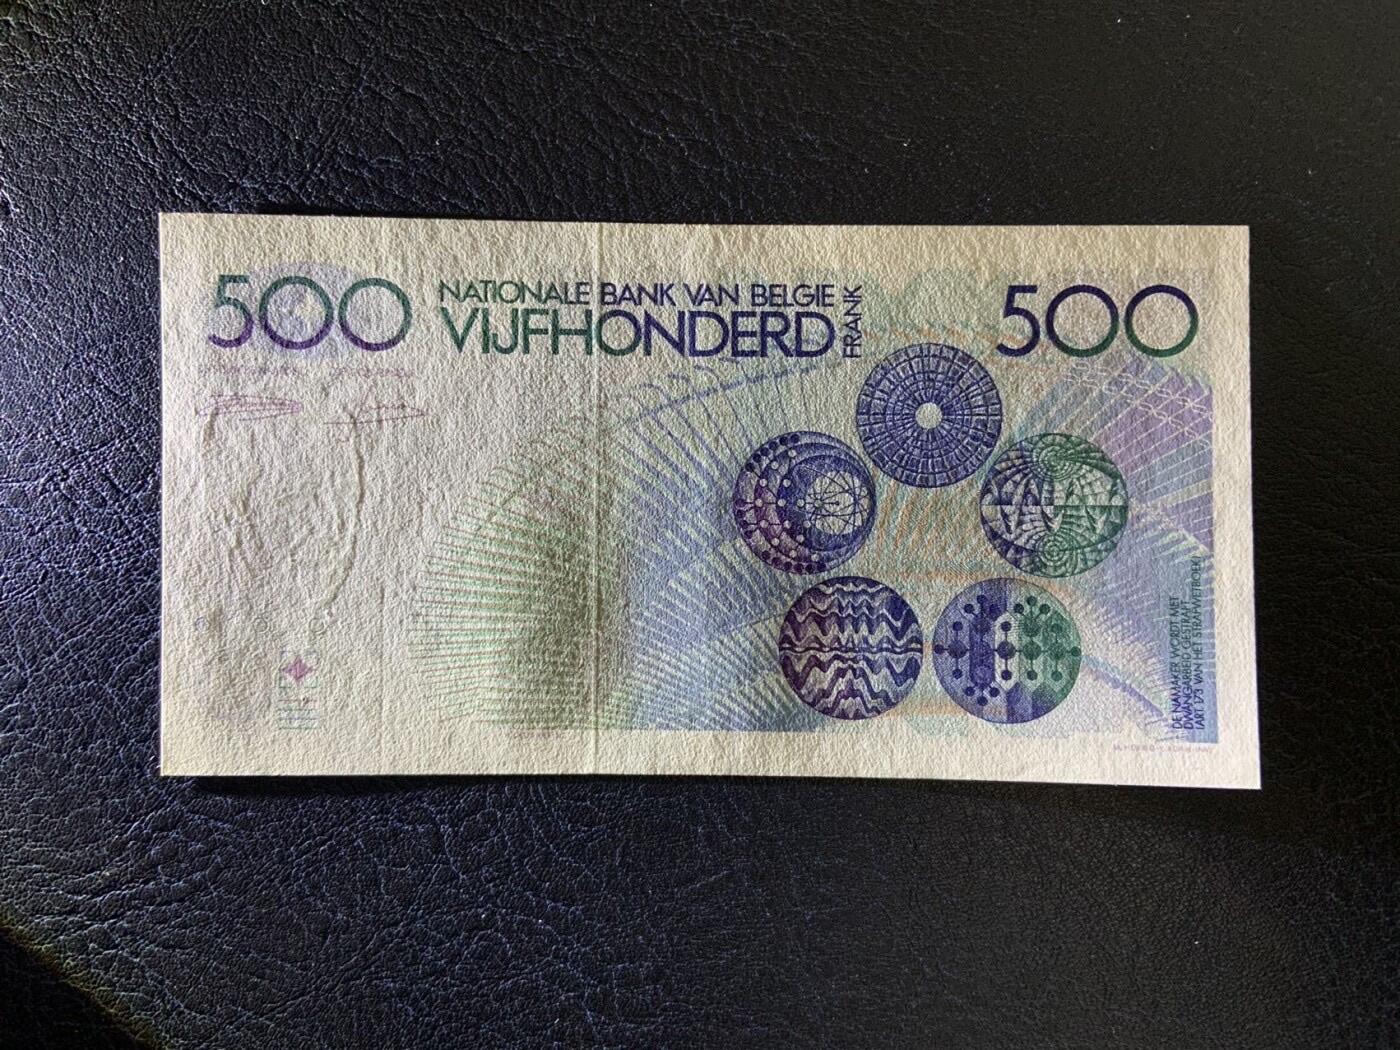 500
NATIONALE BANK VAN BELGIE
VIJFHONDERD
FRANK
500
DE NAMAKER WORDT MET
DWANGARBEID GESTRAFT
(ART 173 VAN HET STRAFWETBOEK)